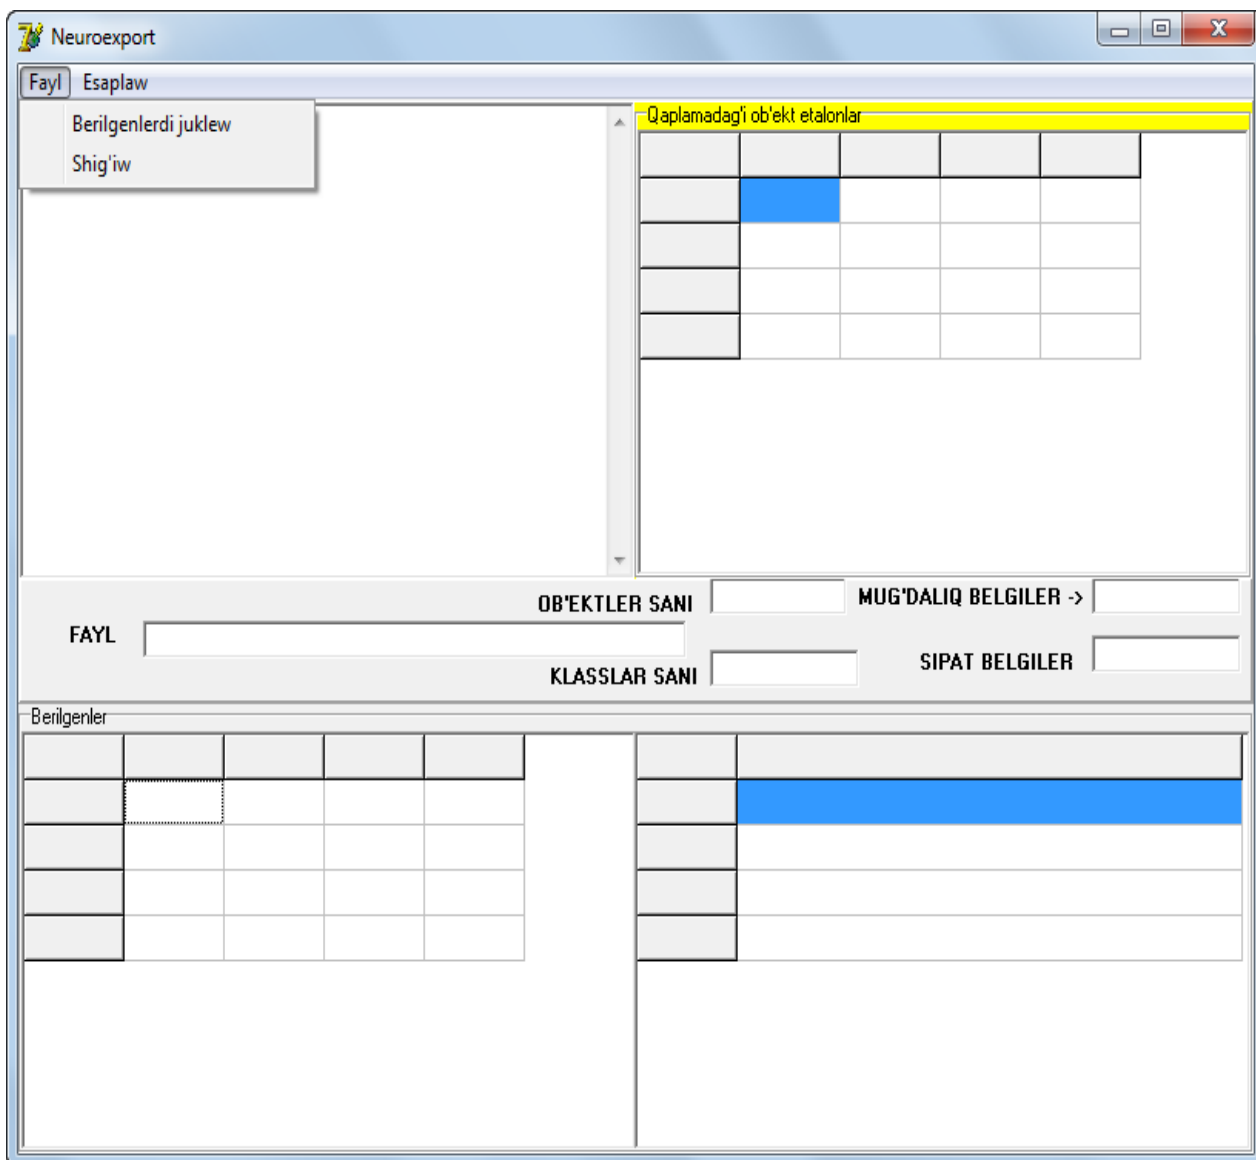 Neuroexport
Fayl Esaplaw
Berilgenlerdi juklew
Shig'iw
Qaplamadag'i ob'ekt etalonlar
OB'EKTLER SANI
MUG'DALIQ BELGILER ->
FAYL
KLASSLAR SANI
SIPAT BELGILER
Berilgenler